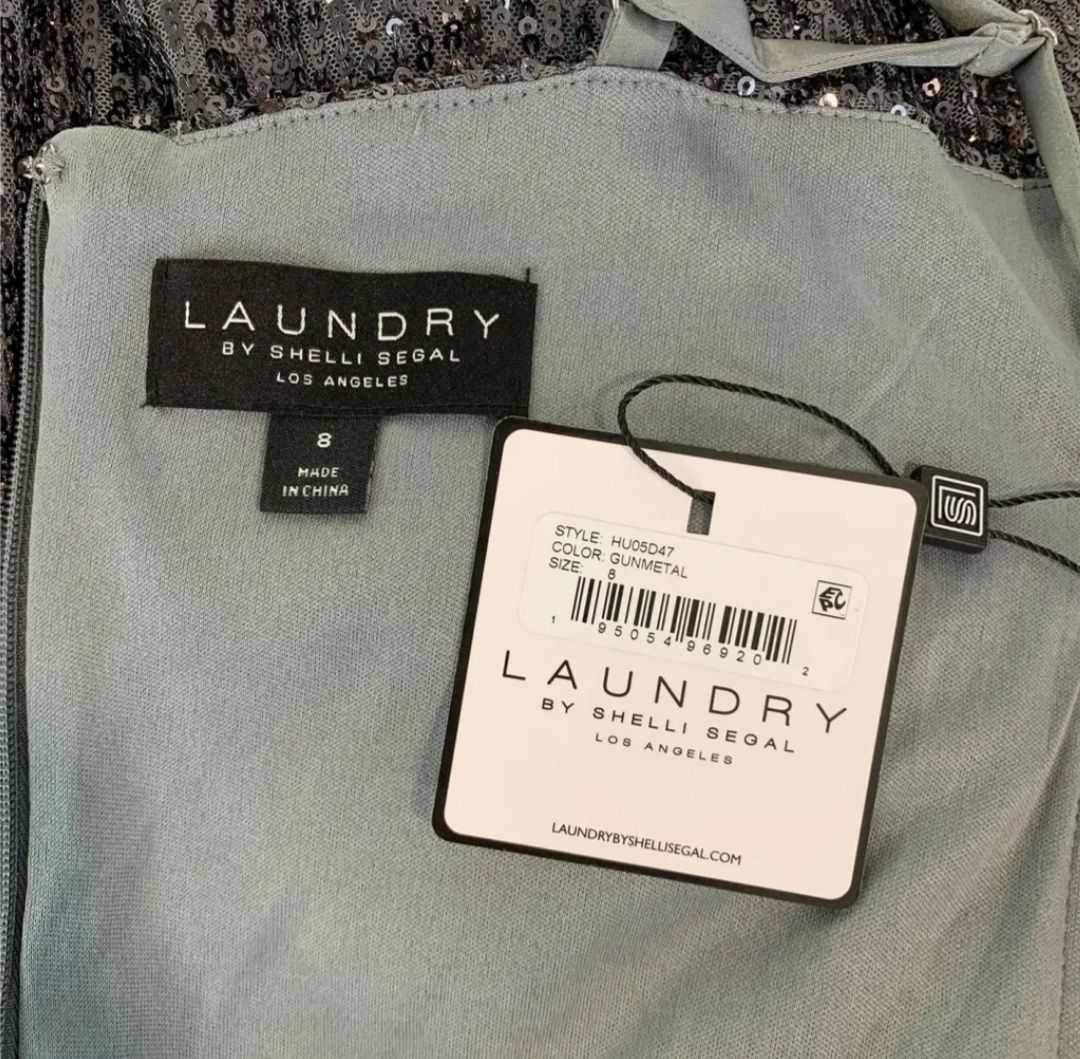 LAUNDRY
BY SHELLI SEGAL
LOS ANGELES
8
MADE
IN CHINA
STYLE: HU05D47
COLOR: GUNMETAL
SIZE: 8
EPC
1 95054 96920 2
LAUNDRY
BY SHELLI SEGAL
LOS ANGELES
LAUNDRYBYSHELLISEGAL.COM